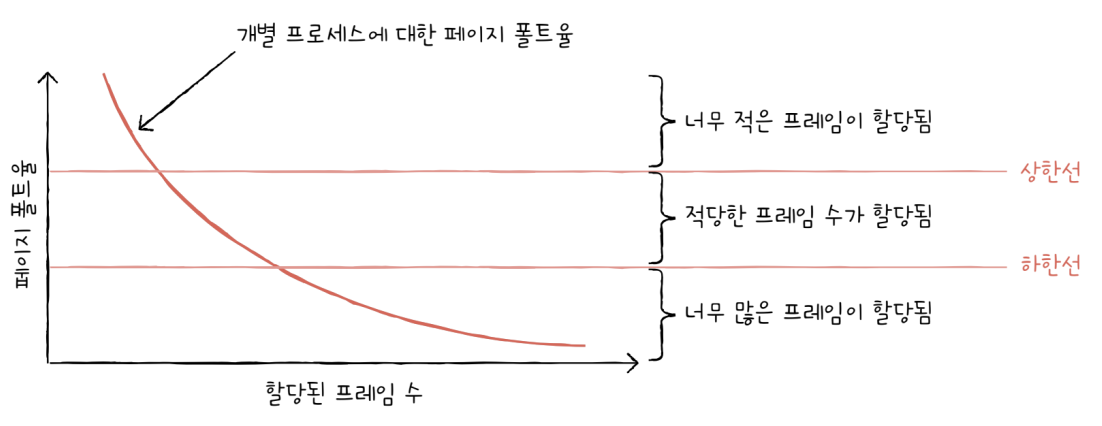 개별 프로세스에 대한 페이지 폴트율
너무 적은 프레임이 할당됨
상한선
페이지 폴트율
적당한 프레임 수가 할당됨
하한선
너무 많은 프레임이 할당됨
할당된 프레임 수